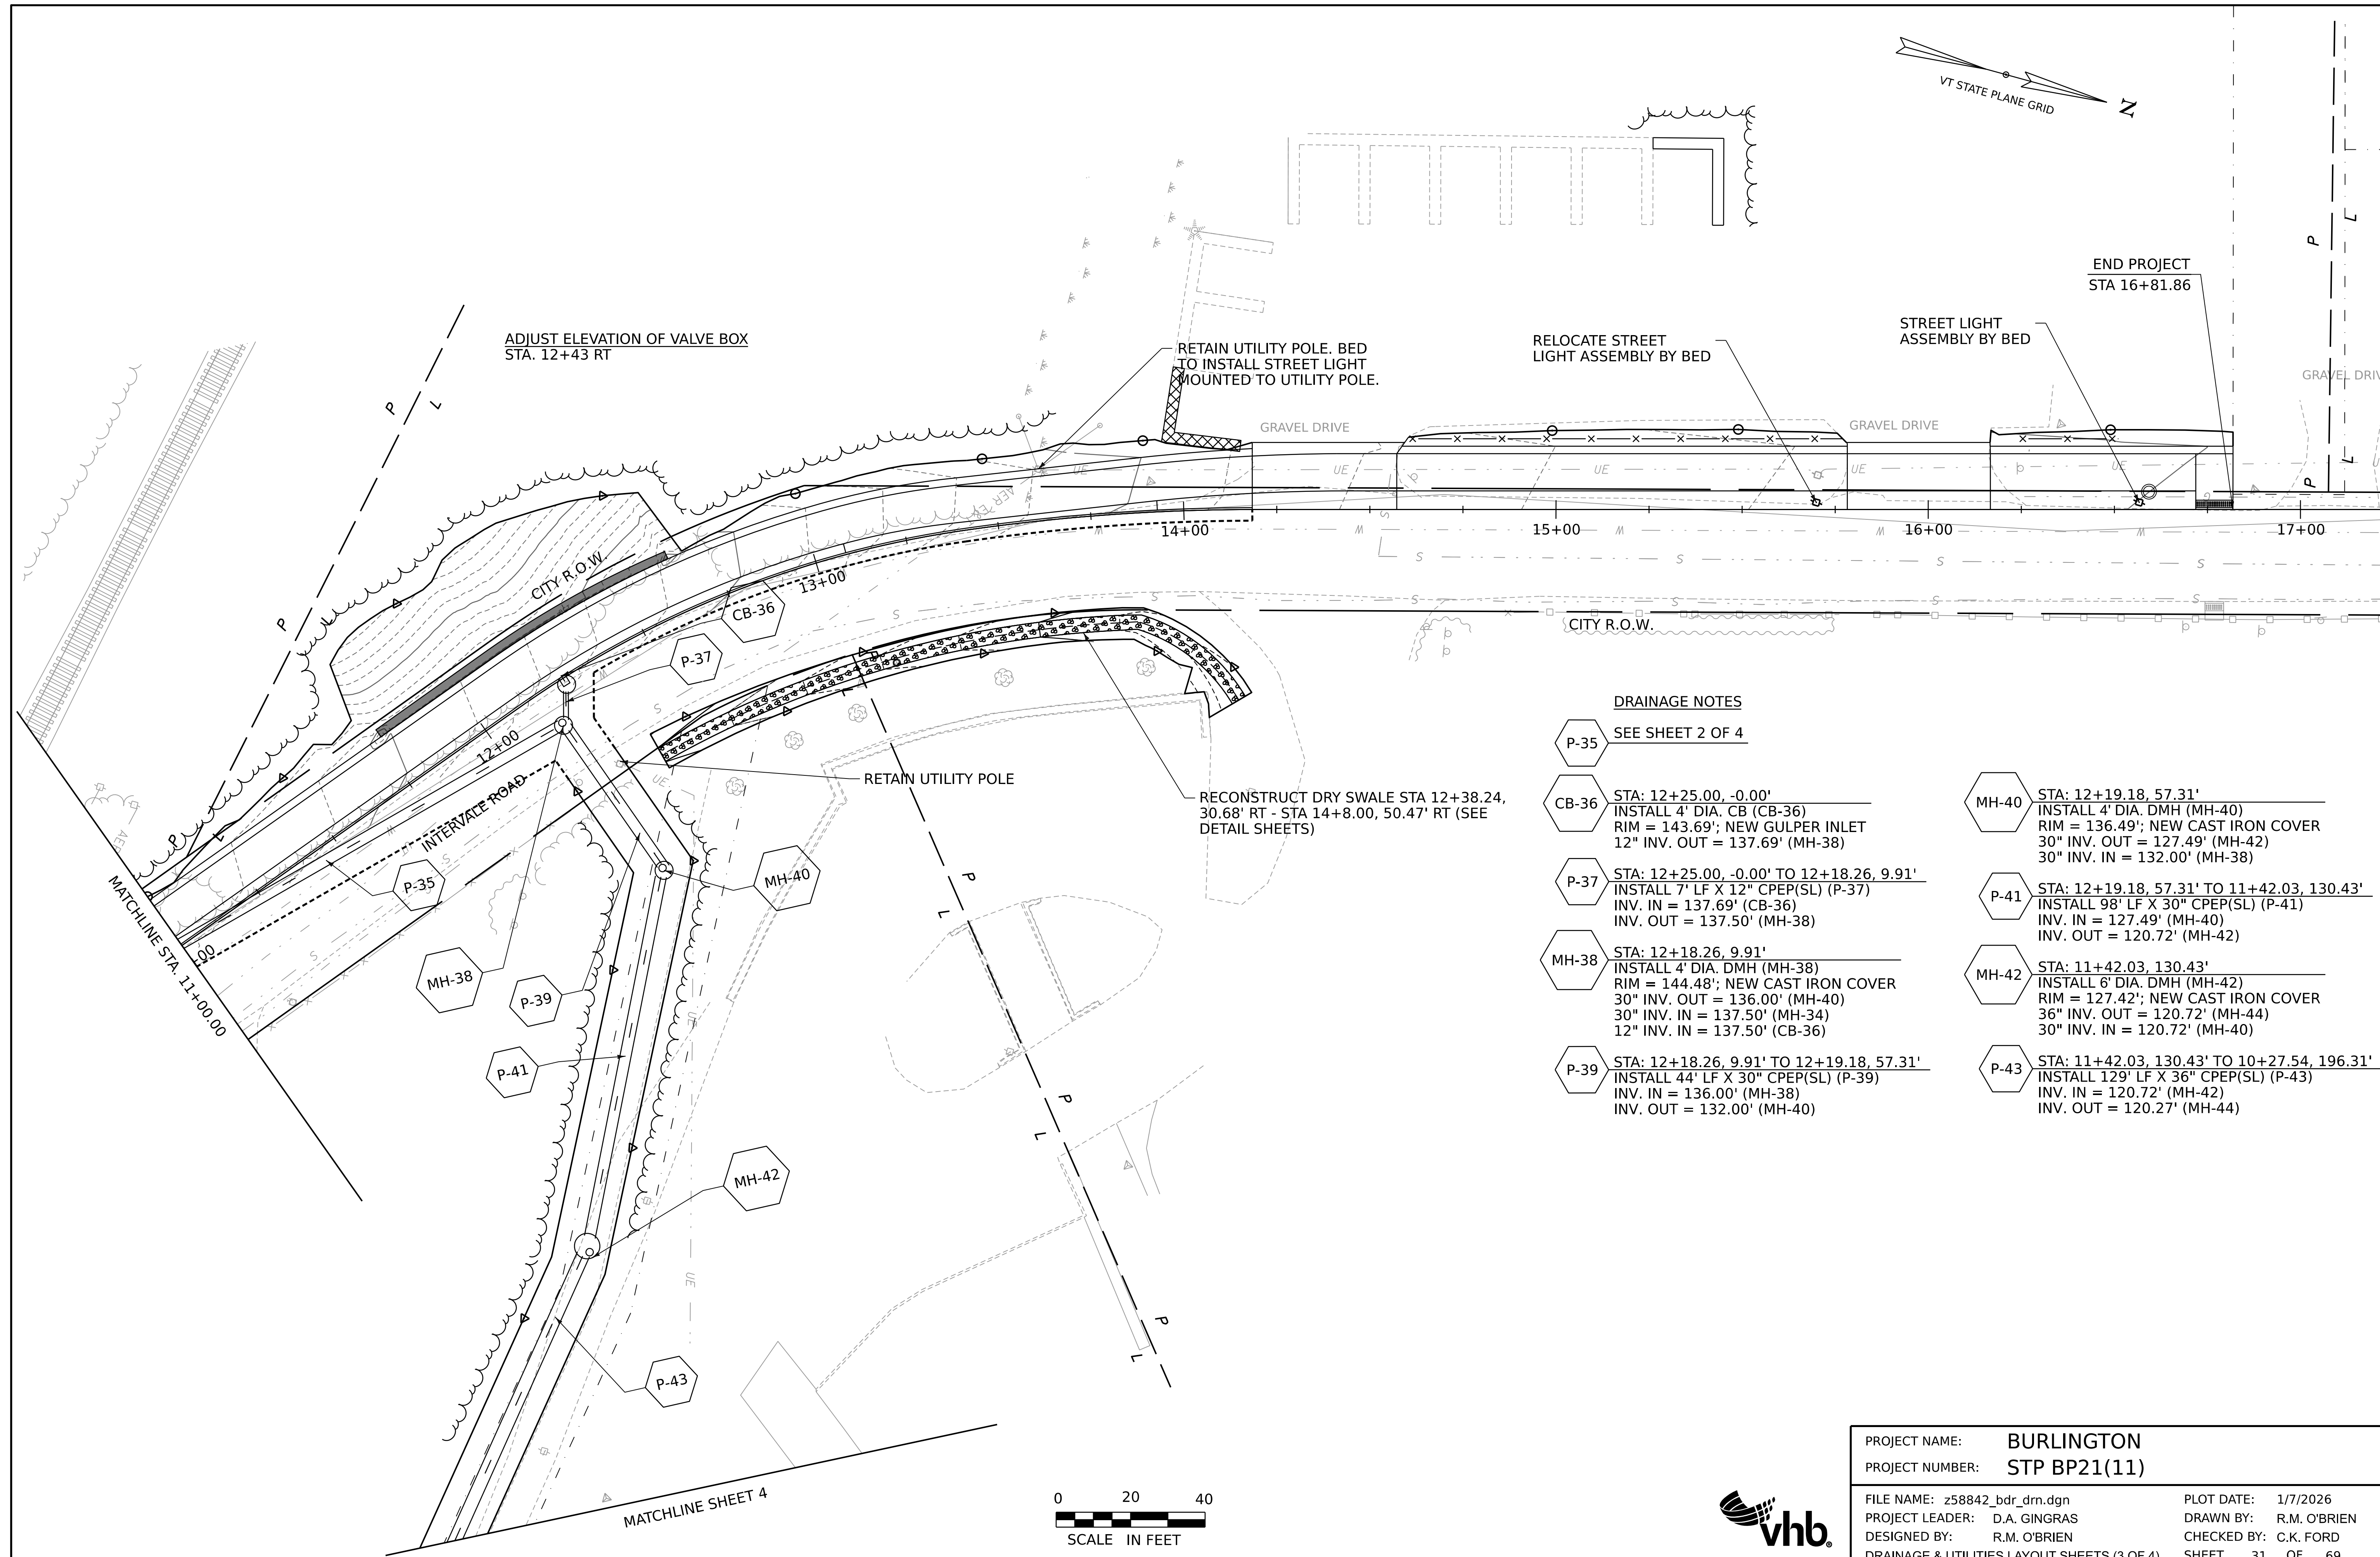 VT STATE PLANE GRID
N
END PROJECT
STA 16+81.86
ADJUST ELEVATION OF VALVE BOX
STA. 12+43 RT
RETAIN UTILITY POLE. BED
TO INSTALL STREET LIGHT
MOUNTED TO UTILITY POLE.
RELOCATE STREET
LIGHT ASSEMBLY BY BED
STREET LIGHT
ASSEMBLY BY BED
GRAVEL DRIVE
GRAVEL DRIVE
P
L
P
L
P
L
P
L
P
L
P
L
P
L
P
L
P
L
UE
UE
UE
UE
UE
W
W
W
W
W
W
S
S
S
S
S
S
S
S
S
S
S
S
S
S
UE
UE
UE
12+00
13+00
14+00
15+00
16+00
17+00
CITY R.O.W.
CITY R.O.W.
CB-36
P-37
INTERVALE ROAD
RETAIN UTILITY POLE
RECONSTRUCT DRY SWALE STA 12+38.24,
30.68' RT - STA 14+8.00, 50.47' RT (SEE
DETAIL SHEETS)
P-35
MH-40
MH-38
P-39
P-41
MH-42
P-43
MATCHLINE STA. 11+00.00
MATCHLINE SHEET 4
DRAINAGE NOTES
P-35
SEE SHEET 2 OF 4
CB-36
STA: 12+25.00, -0.00'
INSTALL 4' DIA. CB (CB-36)
RIM = 143.69'; NEW GULPER INLET
12" INV. OUT = 137.69' (MH-38)
P-37
STA: 12+25.00, -0.00' TO 12+18.26, 9.91'
INSTALL 7' LF X 12" CPEP(SL) (P-37)
INV. IN = 137.69' (CB-36)
INV. OUT = 137.50' (MH-38)
MH-38
STA: 12+18.26, 9.91'
INSTALL 4' DIA. DMH (MH-38)
RIM = 144.48'; NEW CAST IRON COVER
30" INV. OUT = 136.00' (MH-40)
30" INV. IN = 137.50' (MH-34)
12" INV. IN = 137.50' (CB-36)
P-39
STA: 12+18.26, 9.91' TO 12+19.18, 57.31'
INSTALL 44' LF X 30" CPEP(SL) (P-39)
INV. IN = 136.00' (MH-38)
INV. OUT = 132.00' (MH-40)
MH-40
STA: 12+19.18, 57.31'
INSTALL 4' DIA. DMH (MH-40)
RIM = 136.49'; NEW CAST IRON COVER
30" INV. OUT = 127.49' (MH-42)
30" INV. IN = 132.00' (MH-38)
P-41
STA: 12+19.18, 57.31' TO 11+42.03, 130.43'
INSTALL 98' LF X 30" CPEP(SL) (P-41)
INV. IN = 127.49' (MH-40)
INV. OUT = 120.72' (MH-42)
MH-42
STA: 11+42.03, 130.43'
INSTALL 6' DIA. DMH (MH-42)
RIM = 127.42'; NEW CAST IRON COVER
36" INV. OUT = 120.72' (MH-44)
30" INV. IN = 120.72' (MH-40)
P-43
STA: 11+42.03, 130.43' TO 10+27.54, 196.31'
INSTALL 129' LF X 36" CPEP(SL) (P-43)
INV. IN = 120.72' (MH-42)
INV. OUT = 120.27' (MH-44)
0 20 40
SCALE IN FEET
vhb
PROJECT NAME: BURLINGTON
PROJECT NUMBER: STP BP21(11)
FILE NAME: z58842_bdr_drn.dgn
PROJECT LEADER: D.A. GINGRAS
DESIGNED BY: R.M. O'BRIEN
DRAINAGE & UTILITIES LAYOUT SHEETS (3 OF 4)
PLOT DATE: 1/7/2026
DRAWN BY: R.M. O'BRIEN
CHECKED BY: C.K. FORD
SHEET 31 OF 69